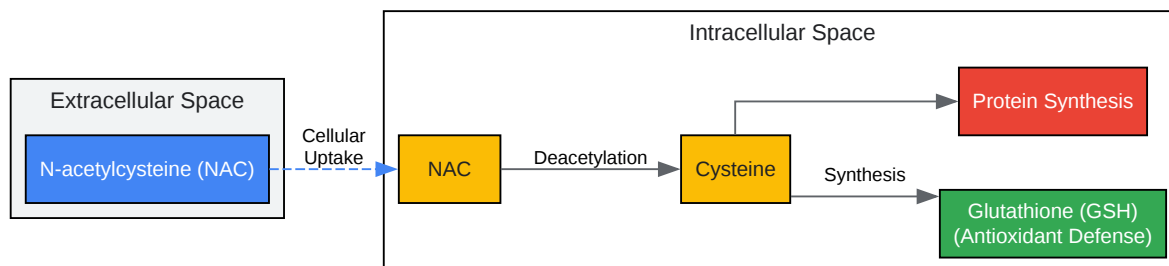 Intracellular Space
Extracellular Space
N-acetylcysteine (NAC)
Cellular
Uptake
NAC
Deacetylation
Cysteine
Protein Synthesis
Synthesis
Glutathione (GSH)
(Antioxidant Defense)